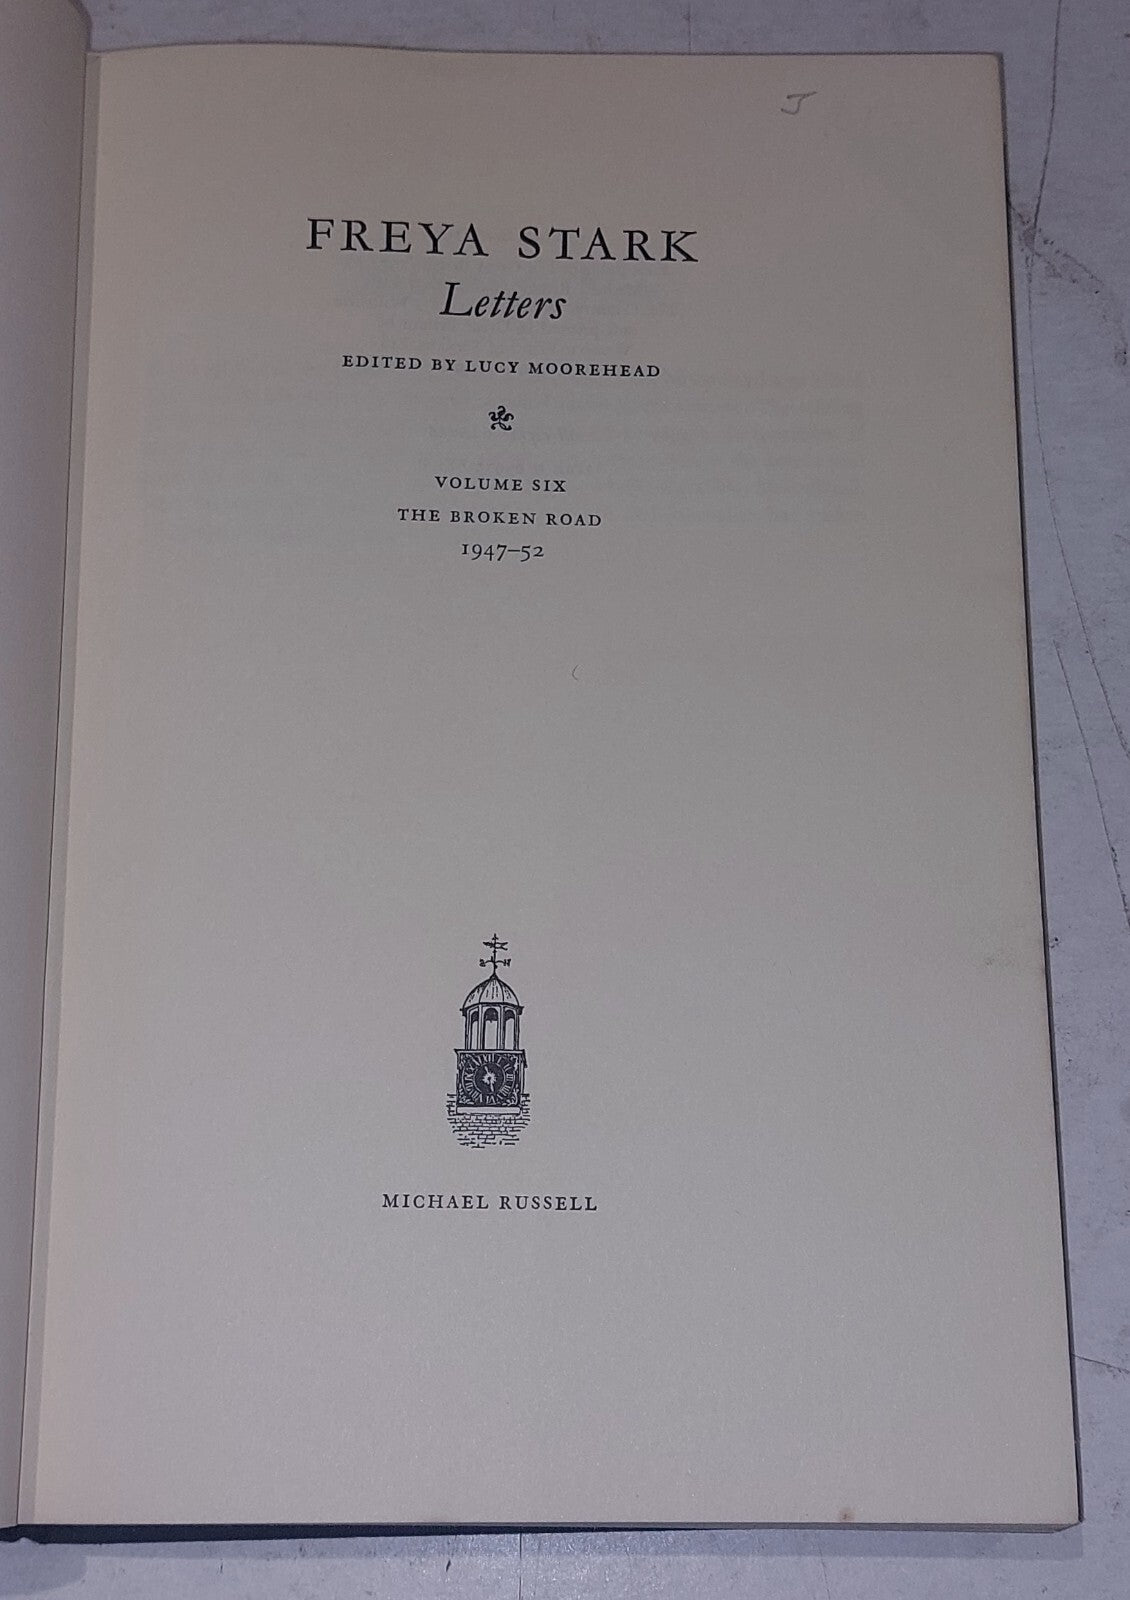 J
FREYA STARK
Letters
EDITED BY LUCY MOOREHEAD
VOLUME SIX
THE BROKEN ROAD
1947–52
MICHAEL RUSSELL